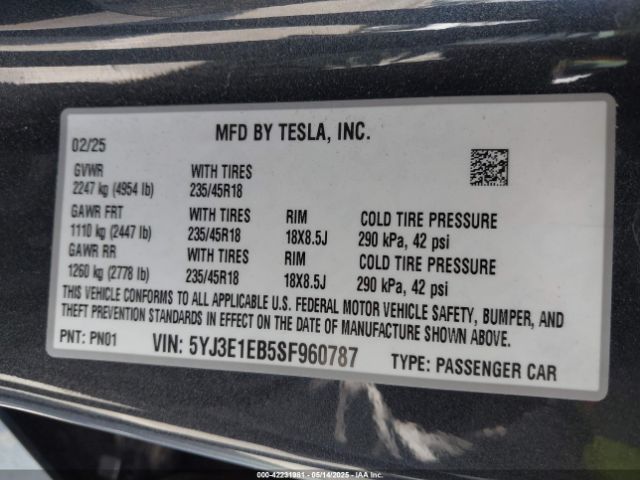 MFD BY TESLA, INC.
02/25
GVWR WITH TIRES
2247 kg (4954 lb) 235/45R18
GAWR FRT WITH TIRES RIM COLD TIRE PRESSURE
1110 kg (2447 lb) 235/45R18 18X8.5J 290 kPa, 42 psi
GAWR RR WITH TIRES RIM COLD TIRE PRESSURE
1260 kg (2778 lb) 235/45R18 18X8.5J 290 kPa, 42 psi
THIS VEHICLE CONFORMS TO ALL APPLICABLE U.S. FEDERAL MOTOR VEHICLE SAFETY, BUMPER, AND
THEFT PREVENTION STANDARDS IN EFFECT ON THE DATE OF MANUFACTURE SHOWN ABOVE.
PNT: PN01 VIN: 5YJ3E1EB5SF960787 TYPE: PASSENGER CAR
00-42231981 - 05/14/2025 - IAA Inc.